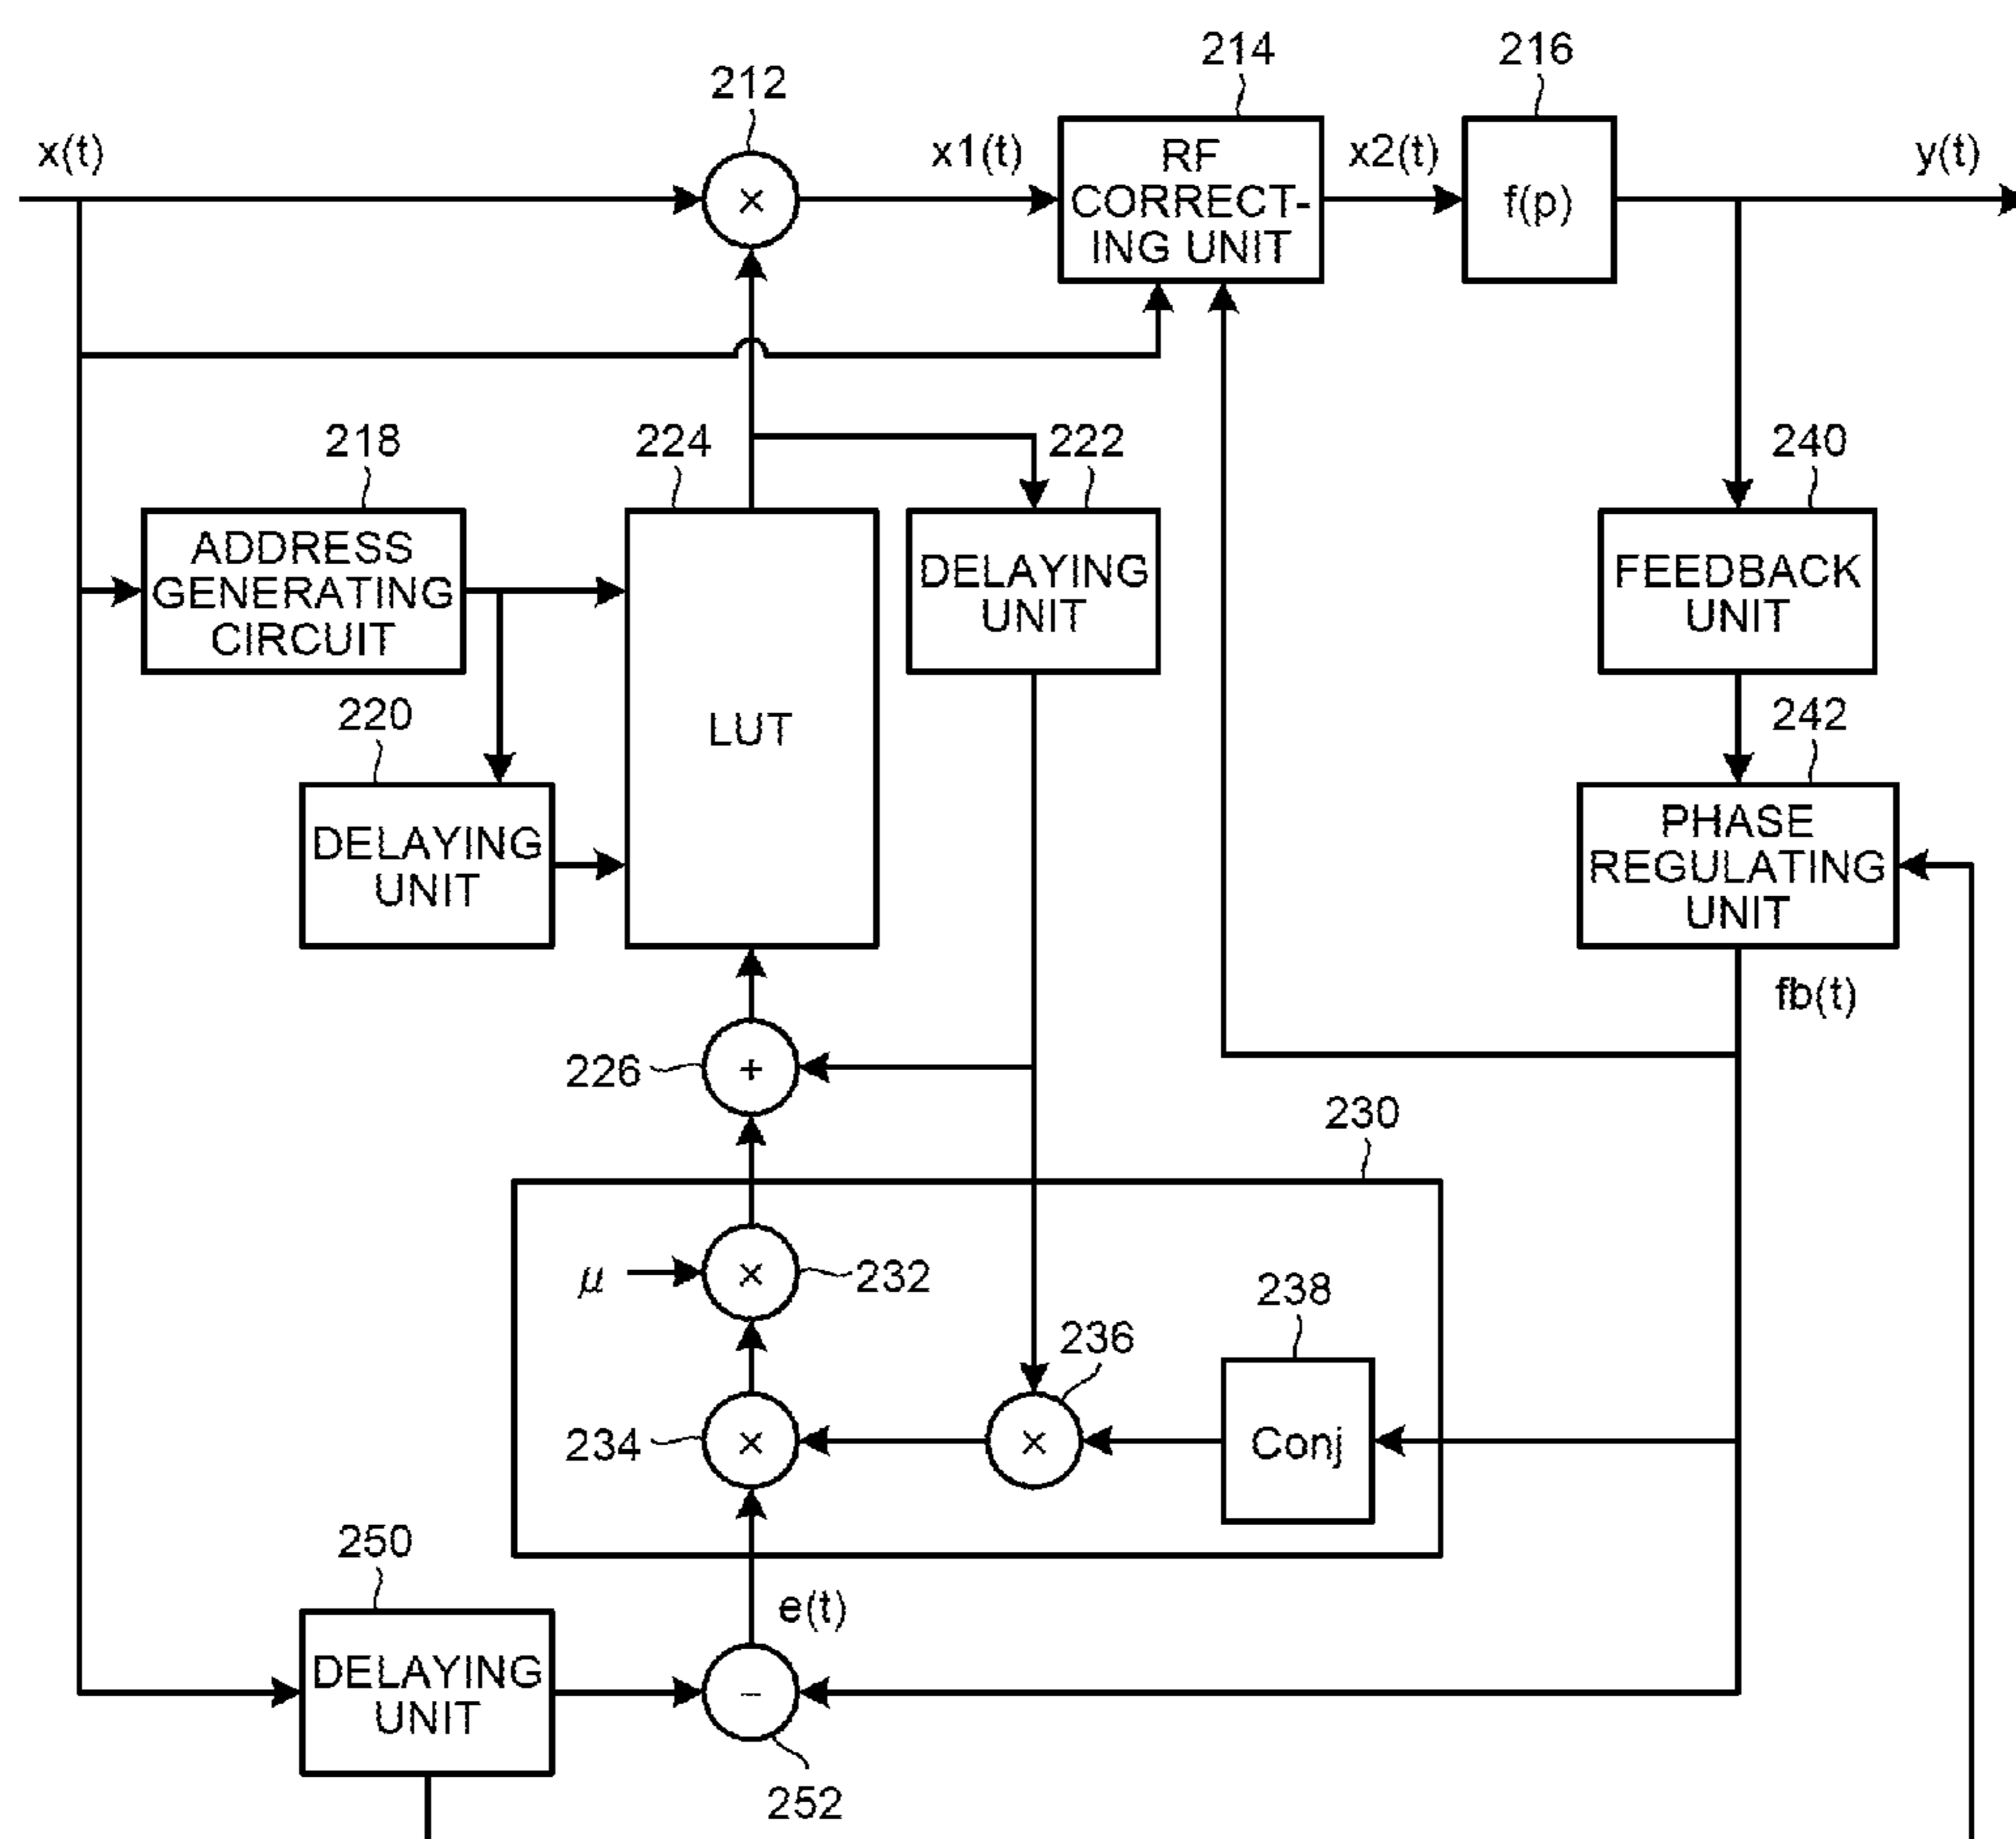 214
216
212
x(t)
x1(t)
RF
CORRECT-
ING UNIT
x2(t)
f(p)
y(t)
×
218
224
222
240
ADDRESS
GENERATING
CIRCUIT
DELAYING
UNIT
FEEDBACK
UNIT
220
LUT
242
DELAYING
UNIT
PHASE
REGULATING
UNIT
fb(t)
226
+
230
μ
×
232
238
236
234
×
×
Conj
250
e(t)
DELAYING
UNIT
−
252